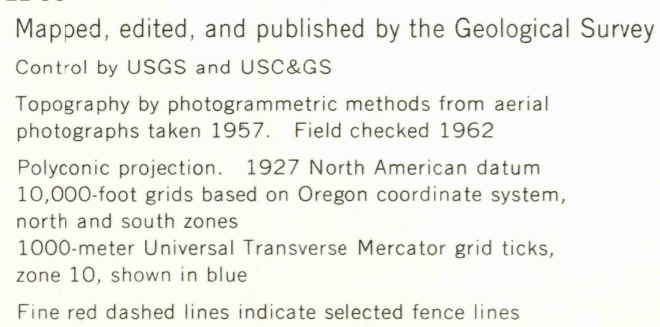 Mapped, edited, and published by the Geological Survey
Control by USGS and USC&GS
Topography by photogrammetric methods from aerial
photographs taken 1957. Field checked 1962
Polyconic projection. 1927 North American datum
10,000-foot grids based on Oregon coordinate system,
north and south zones
1000-meter Universal Transverse Mercator grid ticks,
zone 10, shown in blue
Fine red dashed lines indicate selected fence lines